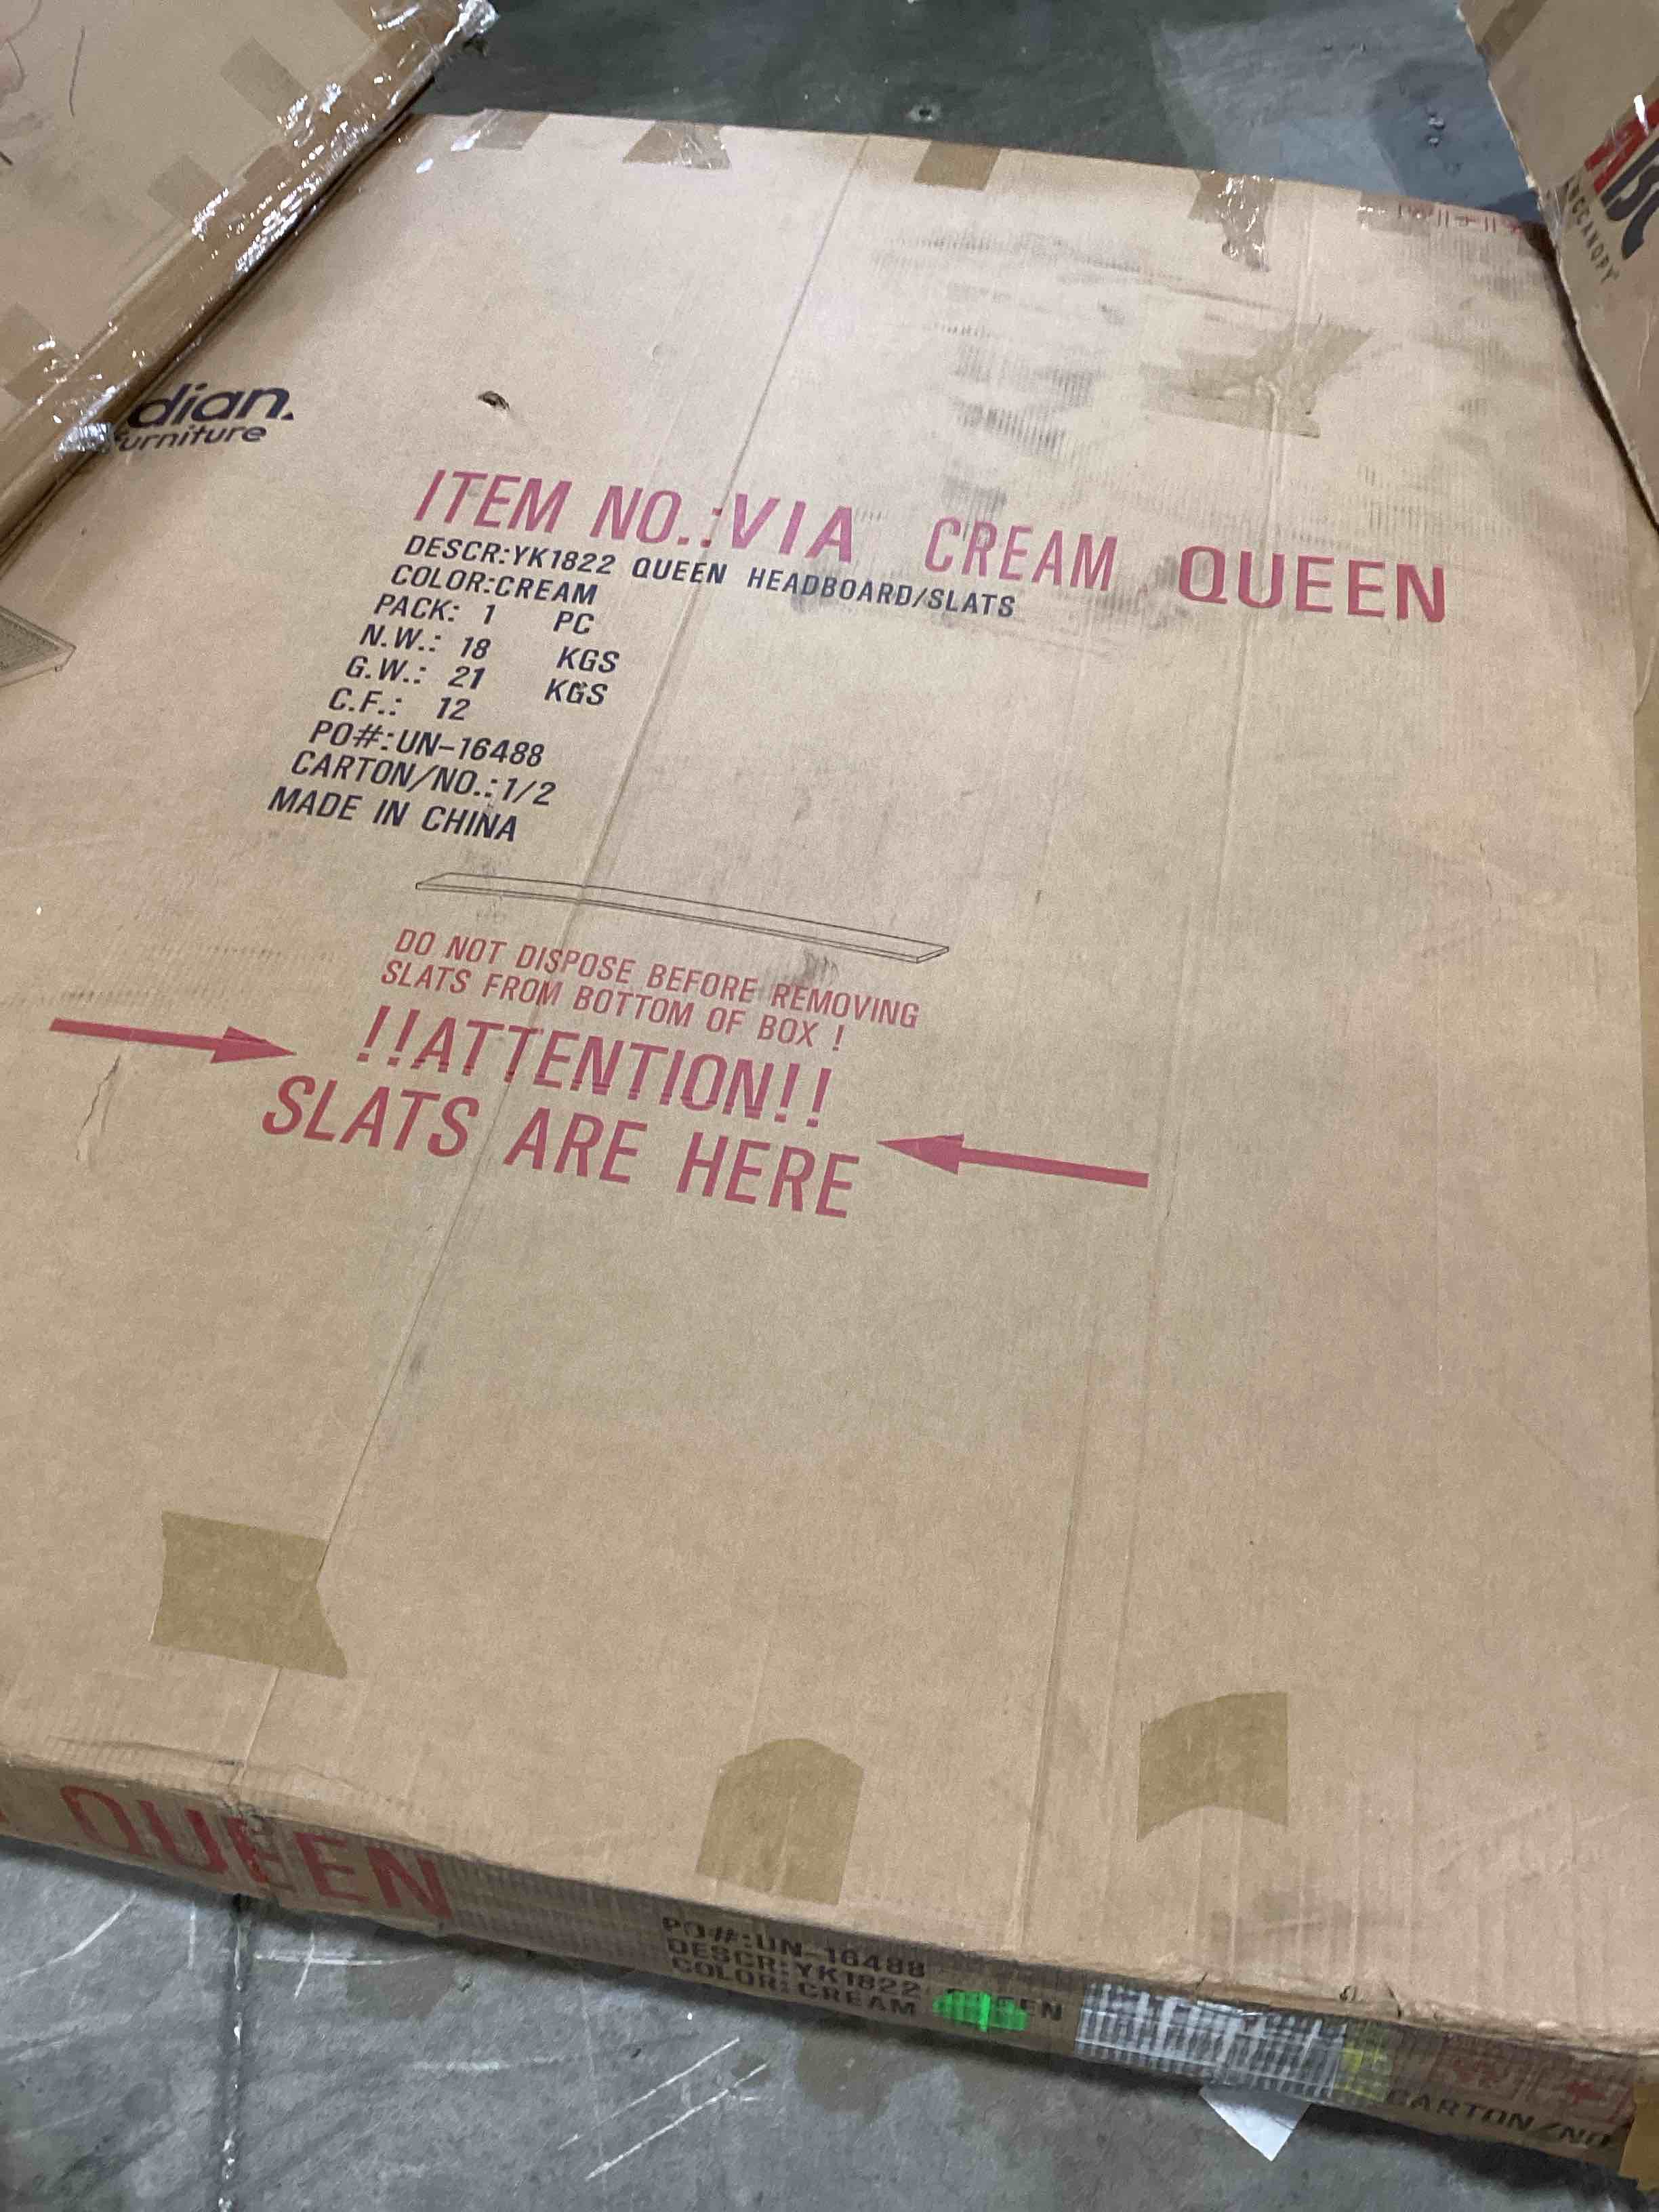 dian.
urniture
ITEM NO.:VIA CREAM QUEEN
DESCR:YK1822 QUEEN HEADBOARD/SLATS
COLOR:CREAM
PACK: 1 PC
N.W.: 18 KGS
G.W.: 21 KGS
C.F.: 12
PO#:UN-16488
CARTON/NO.:1/2
MADE IN CHINA
DO NOT DISPOSE BEFORE REMOVING
SLATS FROM BOTTOM OF BOX !
!!ATTENTION!!
SLATS ARE HERE
QUEEN
PO#:UN-16488
DESCR:YK1822 QUEEN
COLOR:CREAM
CARTON/NO